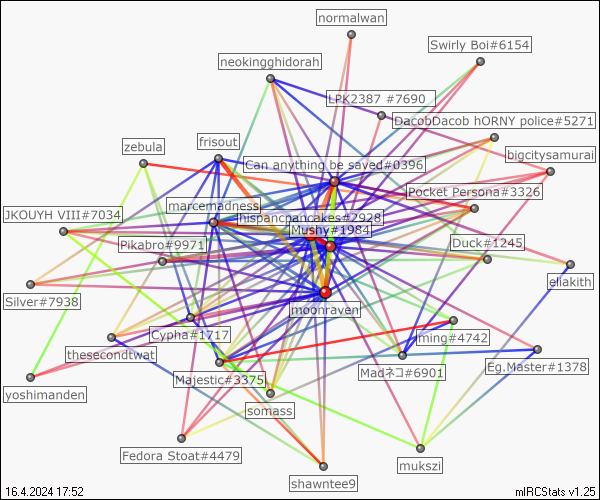 normalwan
Swirly Boi#6154
neokingghidorah
LPK2387 #7690
DacobDacob hORNY police#5271
frisout
zebula
bigcitysamurai
Can anything be saved#0396
Pocket Persona#3326
marcemadness
JKOUYH VIII#7034
hispancpancakes#2928
Mushy#1984
Pikabro#9971
Duck#1245
eliakith
Silver#7938
moonraven
Cypha#1717
ming#4742
thesecondtwat
Eg.Master#1378
Madネコ#6901
Majestic#3375
yoshimanden
somass
Fedora Stoat#4479
mukszi
shawntee9
16.4.2024 17:52
mIRCStats v1.25